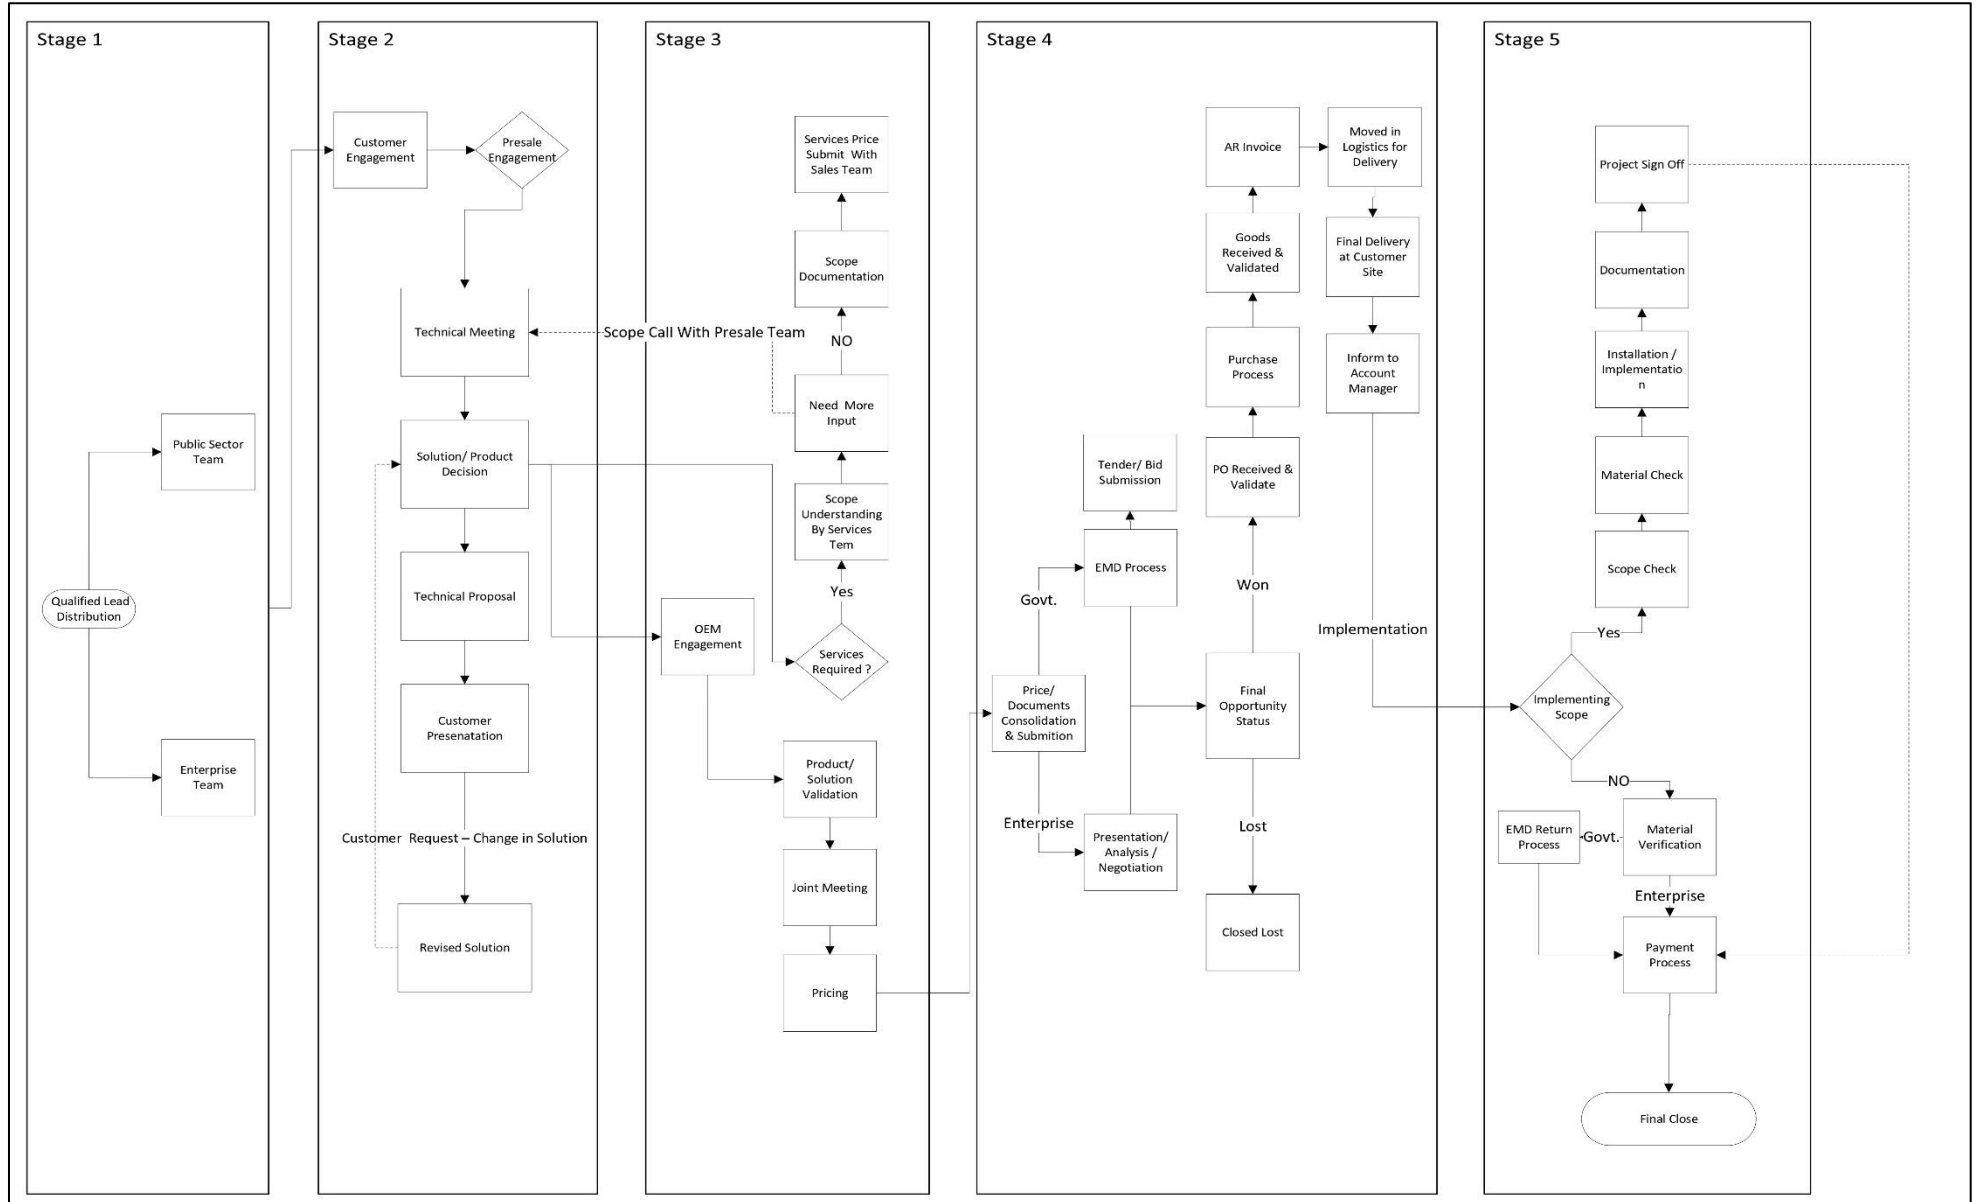 Stage 1
Public Sector
Team
Qualified Lead
Distribution
Enterprise
Team
Stage 2
Customer
Engagement
Presale
Engagement
Technical Meeting
Solution/ Product
Decision
Technical Proposal
Customer
Presenatation
Customer Request – Change in Solution
Revised Solution
Stage 3
Services Price
Submit With
Sales Team
Scope
Documentation
Scope Call With Presale Team
NO
Need More
Input
Scope
Understanding
By Services
Tem
Yes
OEM
Engagement
Services
Required ?
Product/
Solution
Validation
Joint Meeting
Pricing
Stage 4
AR Invoice
Moved in
Logistics for
Delivery
Goods
Received &
Validated
Final Delivery
at Customer
Site
Purchase
Process
Inform to
Account
Manager
Tender/ Bid
Submission
PO Received &
Validate
EMD Process
Won
Govt.
Implementation
Price/
Documents
Consolidation
& Submition
Final
Opportunity
Status
Enterprise
Presentation/
Analysis /
Negotiation
Lost
Closed Lost
Stage 5
Project Sign Off
Documentation
Installation /
Implementatio
n
Material Check
Scope Check
Yes
Implementing
Scope
NO
EMD Return
Process
Govt.
Material
Verification
Enterprise
Payment
Process
Final Close